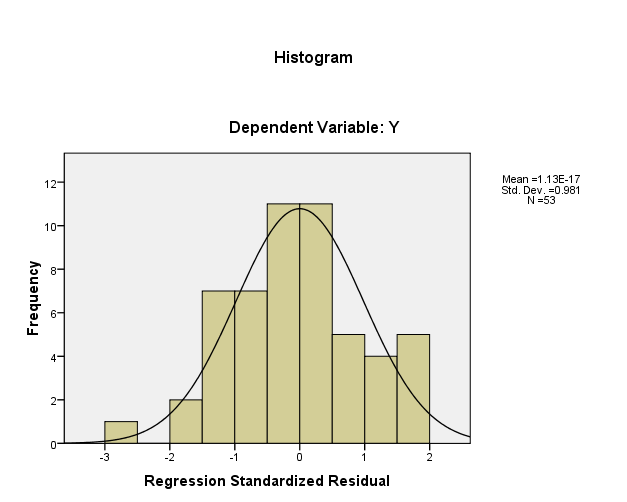 Histogram
Dependent Variable: Y
Mean =1.13E-17
Std. Dev. =0.981
N =53
Frequency
12
10
8
6
4
2
0
-3 -2 -1 0 1 2
Regression Standardized Residual